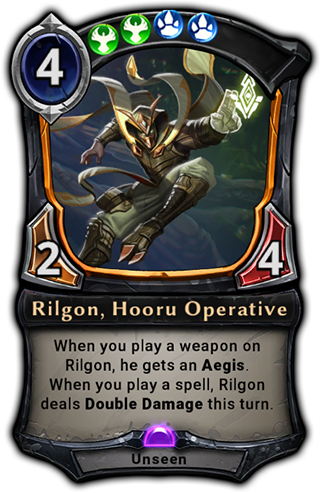 4
2
4
Rilgon, Hooru Operative
When you play a weapon on
Rilgon, he gets an Aegis.
When you play a spell, Rilgon
deals Double Damage this turn.
Unseen